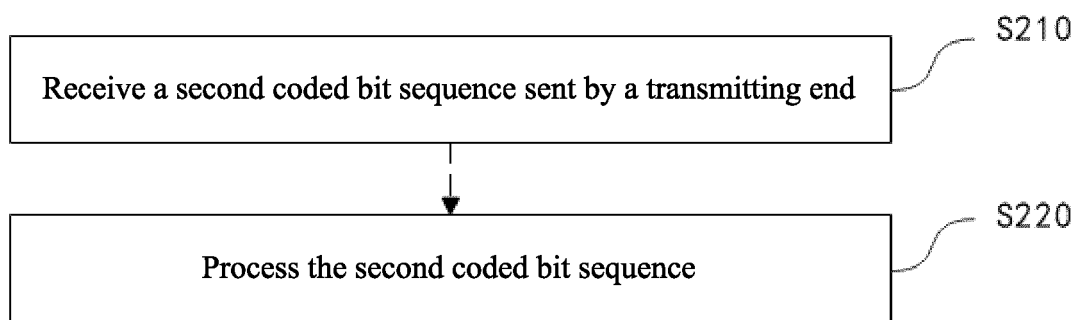 S210
Receive a second coded bit sequence sent by a transmitting end
S220
Process the second coded bit sequence